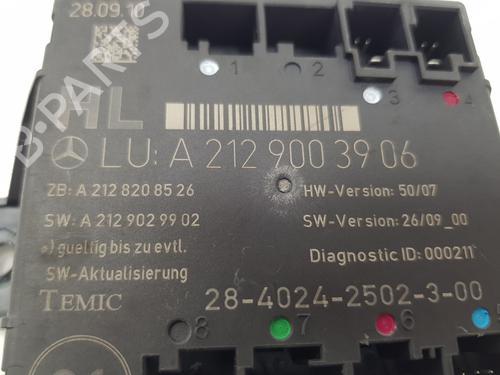 28.09.10
1 2
3 4
HL
LU: A 212 900 39 06
ZB: A 212 820 85 26
HW-Version: 50/07
SW: A 212 902 99 02
SW-Version: 26/09_00
*) gueltig bis zu evtl.
Diagnostic ID: 000211
SW-Aktualisierung
TEMIC
28-4024-2502-3-00
8 7 6 5
B-PARTS